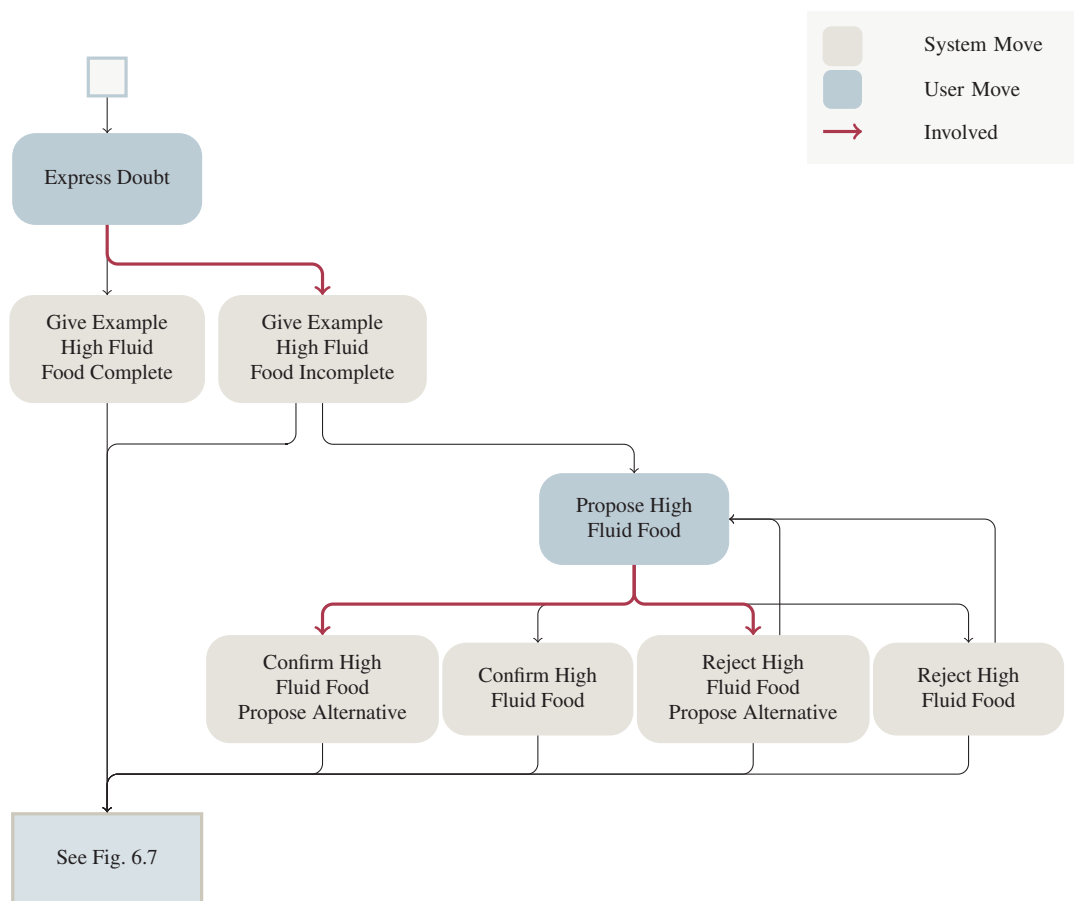 System Move
User Move
Involved
Express Doubt
Give Example
High Fluid
Food Complete
Give Example
High Fluid
Food Incomplete
Propose High
Fluid Food
Confirm High
Fluid Food
Propose Alternative
Confirm High
Fluid Food
Reject High
Fluid Food
Propose Alternative
Reject High
Fluid Food
See Fig. 6.7